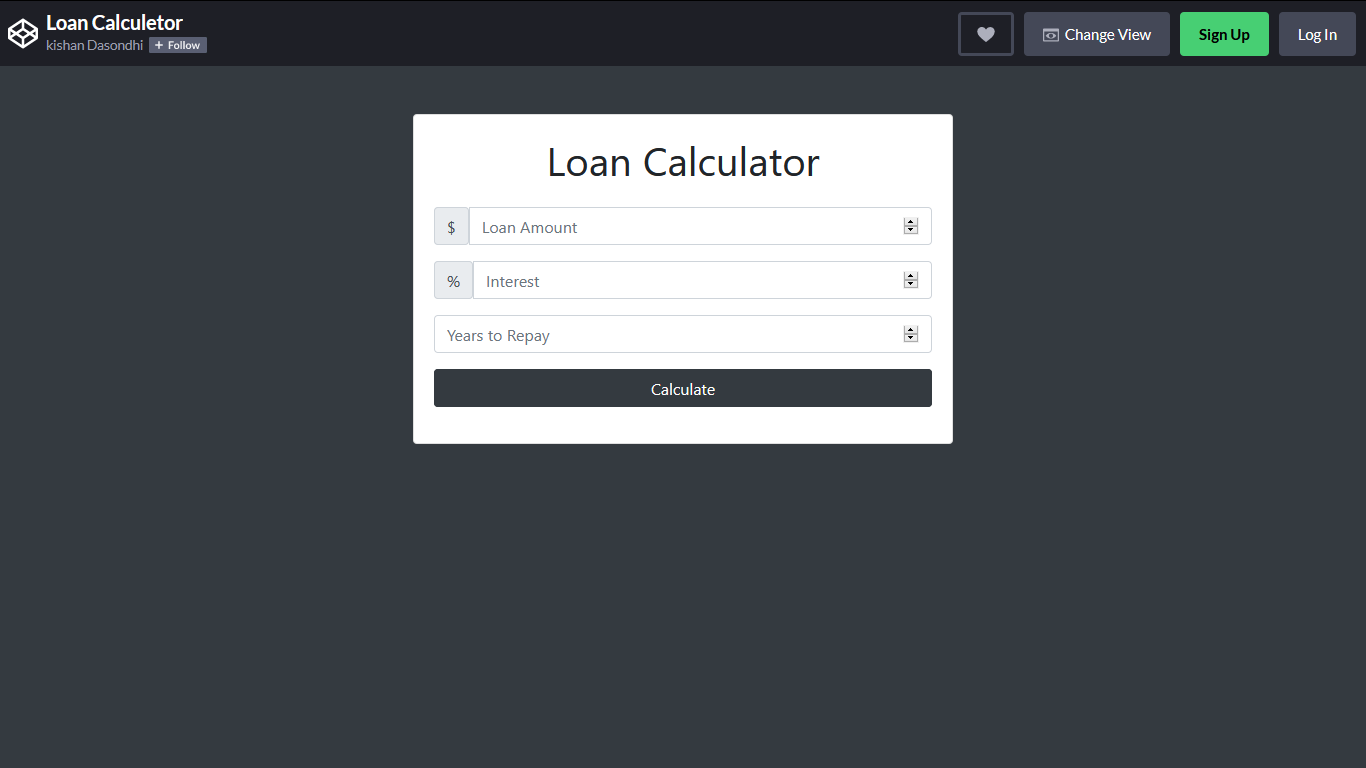 Loan Calculetor
kishan Dasondhi + Follow
Change View
Sign Up
Log In
Loan Calculator
$ Loan Amount
% Interest
Years to Repay
Calculate